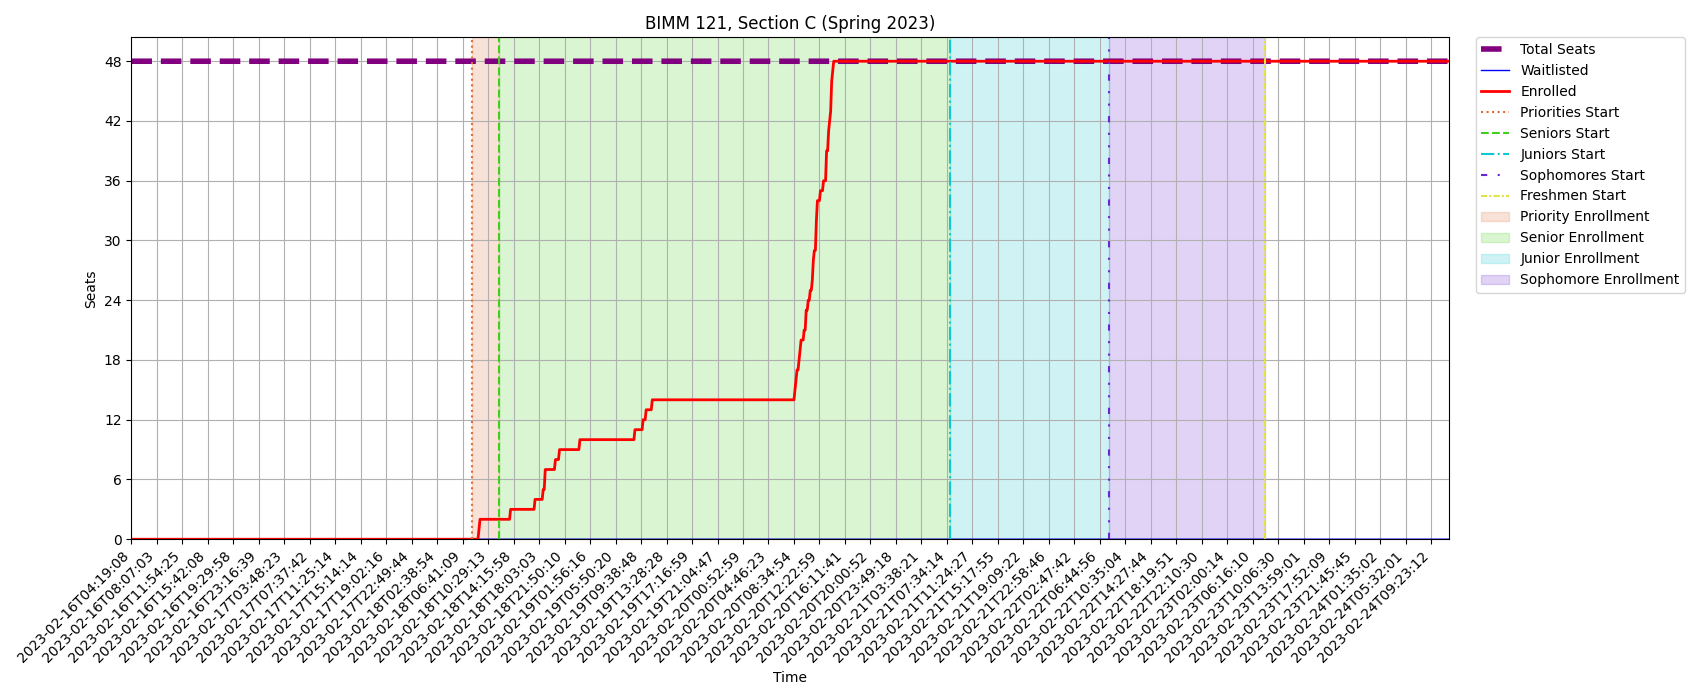 BIMM 121, Section C (Spring 2023)
Seats
48
42
36
30
24
18
12
6
0
2023-02-16T04:19:08
2023-02-16T08:07:03
2023-02-16T11:54:25
2023-02-16T15:42:08
2023-02-16T19:29:58
2023-02-16T23:16:39
2023-02-17T03:48:23
2023-02-17T07:37:42
2023-02-17T11:25:14
2023-02-17T15:14:14
2023-02-17T19:02:16
2023-02-17T22:49:44
2023-02-18T02:38:54
2023-02-18T06:41:09
2023-02-18T10:29:13
2023-02-18T14:15:58
2023-02-18T18:03:03
2023-02-18T21:50:10
2023-02-19T01:56:16
2023-02-19T05:50:20
2023-02-19T09:38:48
2023-02-19T13:28:28
2023-02-19T17:16:59
2023-02-19T21:04:47
2023-02-20T00:52:59
2023-02-20T04:46:23
2023-02-20T08:34:54
2023-02-20T12:22:59
2023-02-20T16:11:41
2023-02-20T20:00:52
2023-02-20T23:49:18
2023-02-21T03:38:21
2023-02-21T07:34:14
2023-02-21T11:24:27
2023-02-21T15:17:55
2023-02-21T19:09:22
2023-02-21T22:58:46
2023-02-22T02:47:42
2023-02-22T06:44:56
2023-02-22T10:35:04
2023-02-22T14:27:44
2023-02-22T18:19:51
2023-02-22T22:10:30
2023-02-23T02:00:14
2023-02-23T06:16:10
2023-02-23T10:06:30
2023-02-23T13:59:01
2023-02-23T17:52:09
2023-02-23T21:45:45
2023-02-24T01:35:02
2023-02-24T05:32:01
2023-02-24T09:23:12
Time
Total Seats
Waitlisted
Enrolled
Priorities Start
Seniors Start
Juniors Start
Sophomores Start
Freshmen Start
Priority Enrollment
Senior Enrollment
Junior Enrollment
Sophomore Enrollment